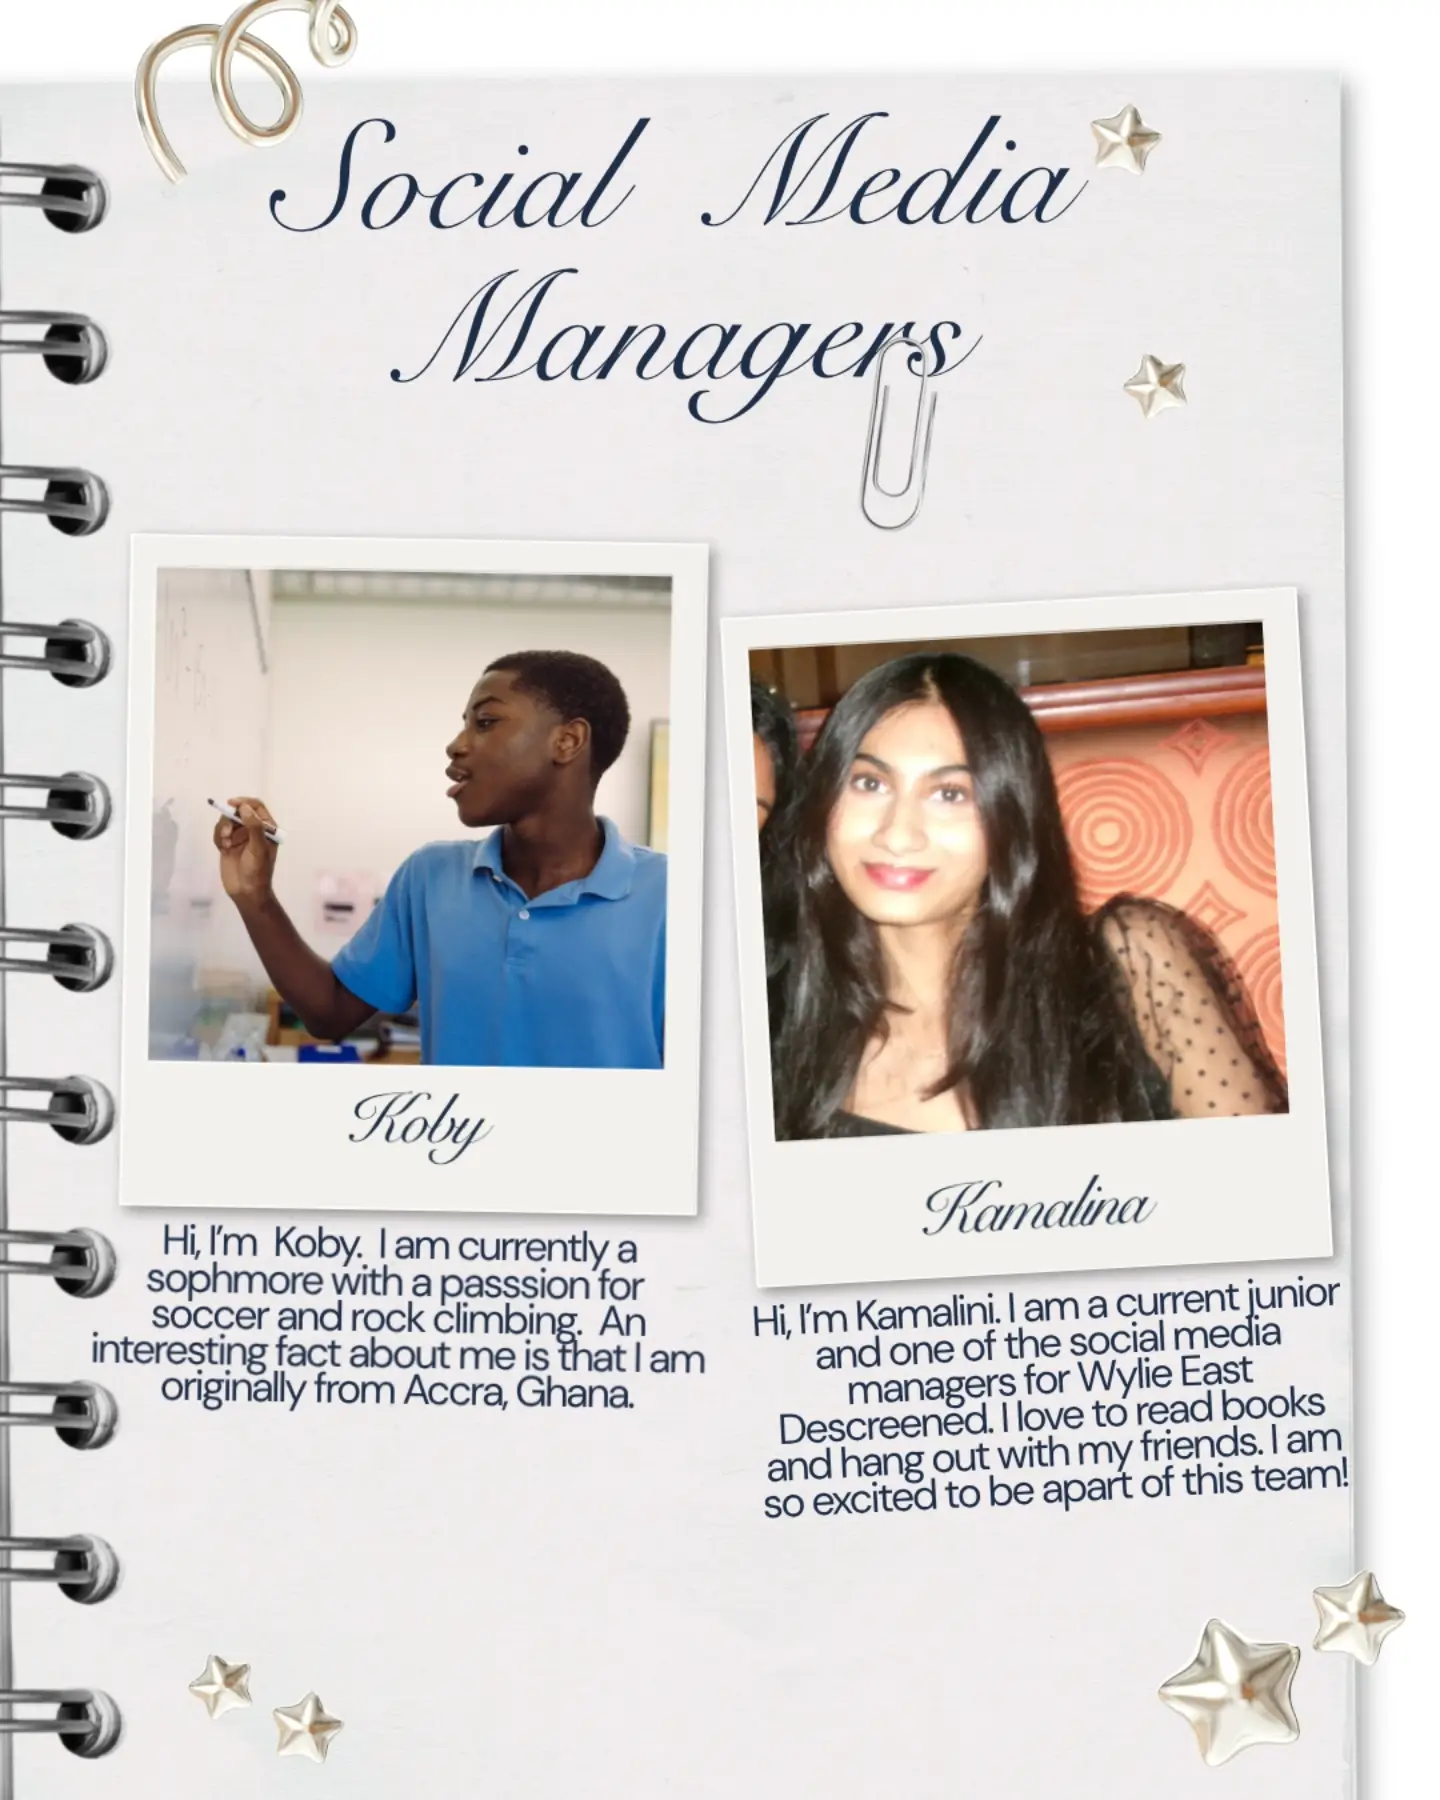 Social Media
Managers
Koby
Hi, I'm Koby. I am currently a
sophmore with a passsion for
soccer and rock climbing. An
interesting fact about me is that I am
originally from Accra, Ghana.
Kamalina
Hi, I'm Kamalini. I am a current junior
and one of the social media
managers for Wylie East
Descreened. I love to read books
and hang out with my friends. I am
so excited to be apart of this team!